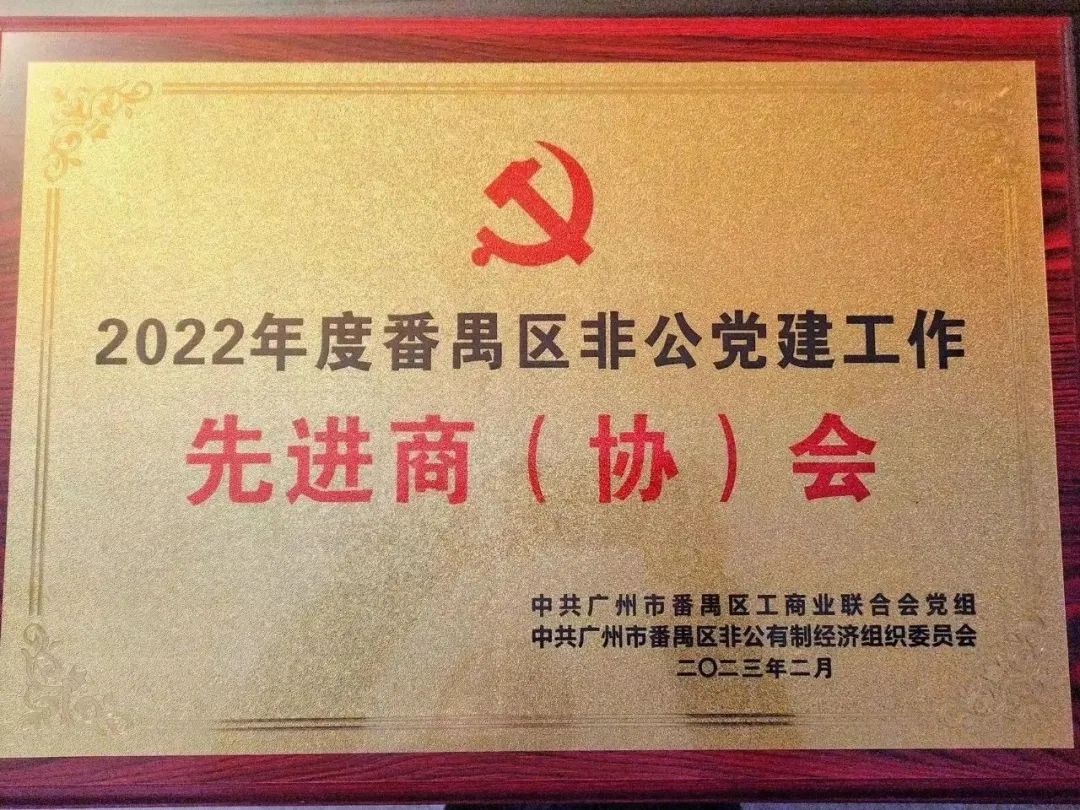 2022年度番禺区非公党建工作
先进商（协）会
中共广州市番禺区工商业联合会党组
中共广州市番禺区非公有制经济组织委员会
二〇二三年二月